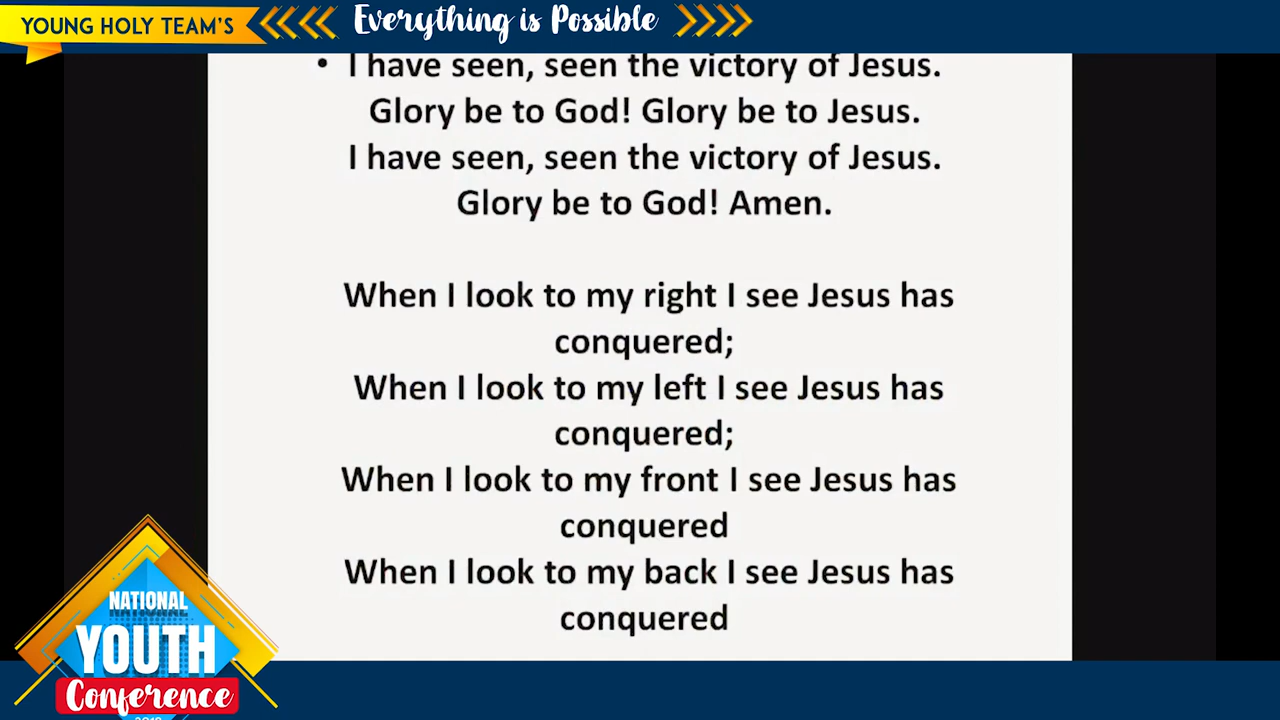 YOUNG HOLY TEAM'S
Everything is Possible
• I have seen, seen the victory of Jesus.
Glory be to God! Glory be to Jesus.
I have seen, seen the victory of Jesus.
Glory be to God! Amen.
When I look to my right I see Jesus has
conquered;
When I look to my left I see Jesus has
conquered;
When I look to my front I see Jesus has
conquered
When I look to my back I see Jesus has
conquered
NATIONAL
YOUTH
Conference